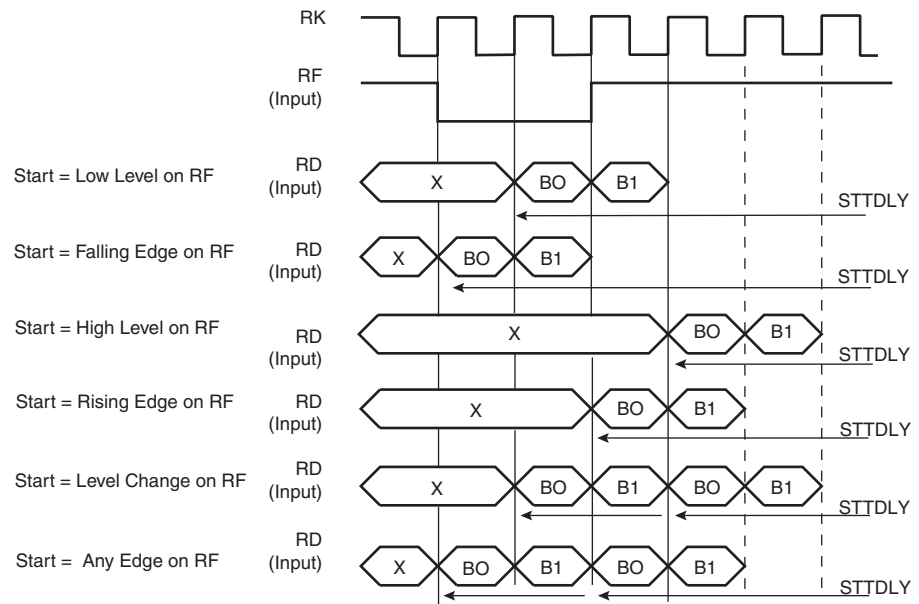 RK
RF
(Input)
Start = Low Level on RF
RD
(Input)
X
BO
B1
STTDLY
Start = Falling Edge on RF
RD
(Input)
X
BO
B1
STTDLY
Start = High Level on RF
RD
(Input)
X
BO
B1
STTDLY
Start = Rising Edge on RF
RD
(Input)
X
BO
B1
STTDLY
Start = Level Change on RF
RD
(Input)
X
BO
B1
BO
B1
STTDLY
Start = Any Edge on RF
RD
(Input)
X
BO
B1
BO
B1
STTDLY